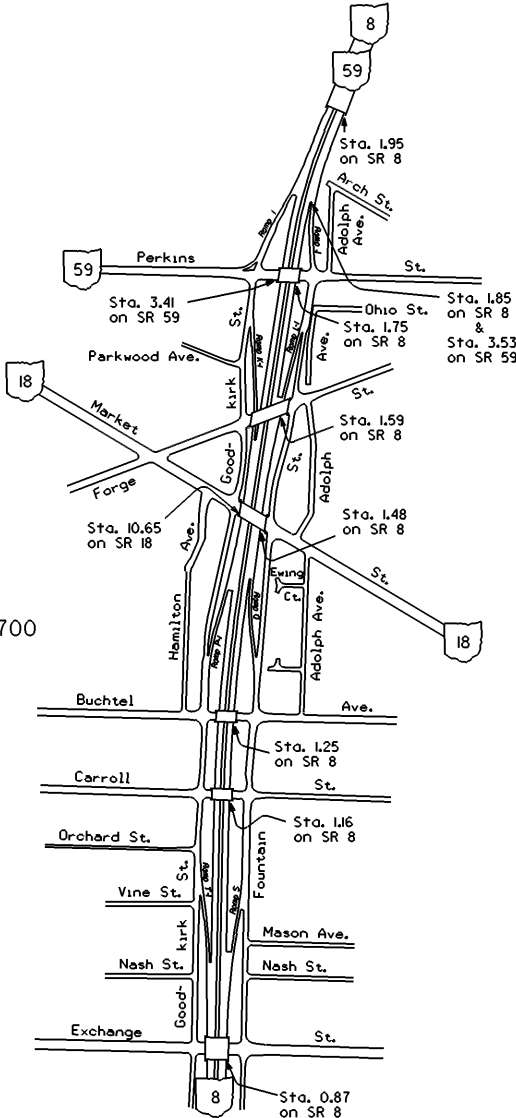 8
59
Sta. 1.95
on SR 8
Arch St.
Adolph
Ave.
Ramp I
59
Perkins
St.
Sta. 3.41
on SR 59
St.
Sta. 1.75
on SR 8
Ohio St.
Sta. 1.85
on SR 8
&
Sta. 3.53
on SR 59
Parkwood Ave.
Ave.
kirk
18
Market
St.
Sta. 1.59
on SR 8
Good-
St.
Adolph
Forge
Sta. 10.65
on SR 18
Sta. 1.48
on SR 8
Ave.
Hamilton
Ewing
Ct.
St.
Adolph Ave.
700
18
Buchtel
Ave.
Sta. 1.25
on SR 8
Carroll
St.
Sta. 1.16
on SR 8
Orchard St.
St.
Fountain
Vine St.
Ramp S
kirk
Mason Ave.
Nash St.
Nash St.
Good-
Exchange
St.
8
Sta. 0.87
on SR 8